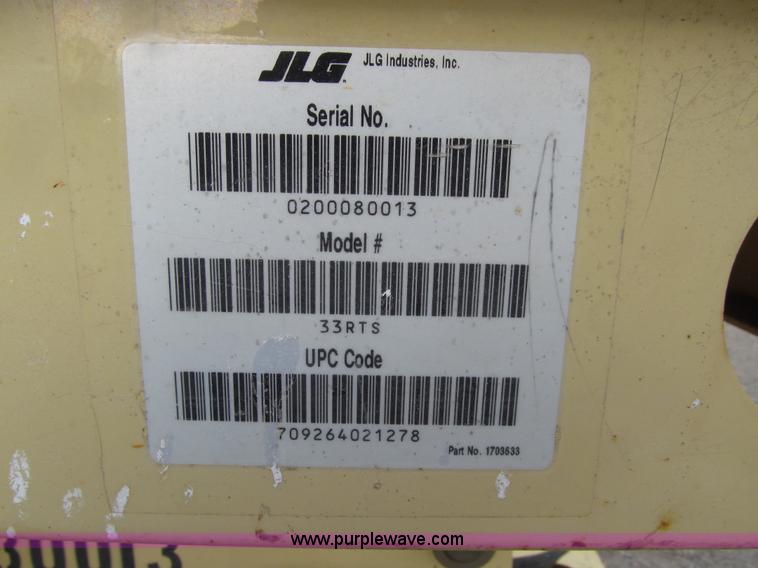 JLG JLG Industries, Inc.
Serial No.
0200080013
Model #
33RTS
UPC Code
709264021278
Part No. 1703633
www.purplewave.com